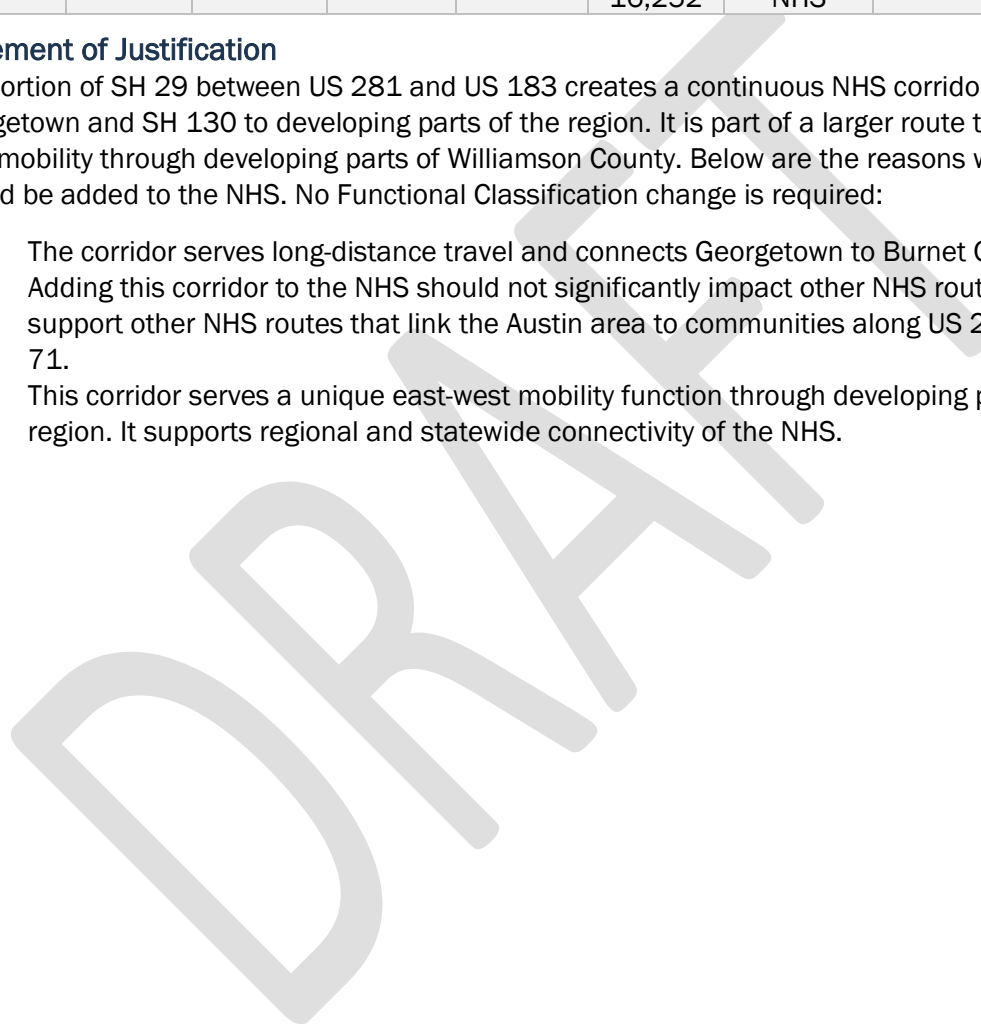 10,252 NHS
ement of Justification
ortion of SH 29 between US 281 and US 183 creates a continuous NHS corrido
getown and SH 130 to developing parts of the region. It is part of a larger route t
mobility through developing parts of Williamson County. Below are the reasons w
d be added to the NHS. No Functional Classification change is required:
The corridor serves long-distance travel and connects Georgetown to Burnet C
Adding this corridor to the NHS should not significantly impact other NHS rout
support other NHS routes that link the Austin area to communities along US 2
71.
This corridor serves a unique east-west mobility function through developing p
region. It supports regional and statewide connectivity of the NHS.
DRAFT